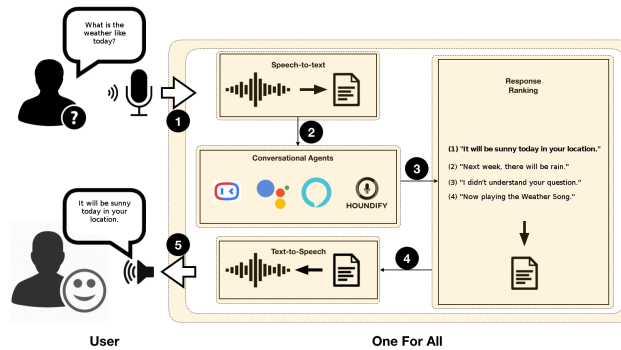 What is the
weather like
today?
?
1
Speech-to-text
2
Conversational Agents
HOUNDIFY
3
Response
Ranking
(1) "It will be sunny today in your location."
(2) "Next week, there will be rain."
(3) "I didn't understand your question."
(4) "Now playing the Weather Song."
4
Text-to-Speech
5
It will be sunny
today in your
location.
User
One For All